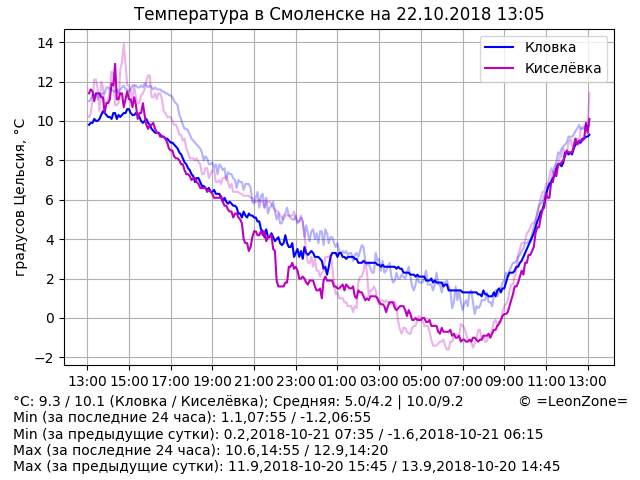 Температура в Смоленске на 22.10.2018 13:05
Кловка
Киселёвка
градусов Цельсия, °C
14
12
10
8
6
4
2
0
−2
13:00 15:00 17:00 19:00 21:00 23:00 01:00 03:00 05:00 07:00 09:00 11:00 13:00
°C: 9.3 / 10.1 (Кловка / Киселёвка); Средняя: 5.0/4.2 | 10.0/9.2 © =LeonZone=
Min (за последние 24 часа): 1.1,07:55 / -1.2,06:55
Min (за предыдущие сутки): 0.2,2018-10-21 07:35 / -1.6,2018-10-21 06:15
Max (за последние 24 часа): 10.6,14:55 / 12.9,14:20
Max (за предыдущие сутки): 11.9,2018-10-20 15:45 / 13.9,2018-10-20 14:45